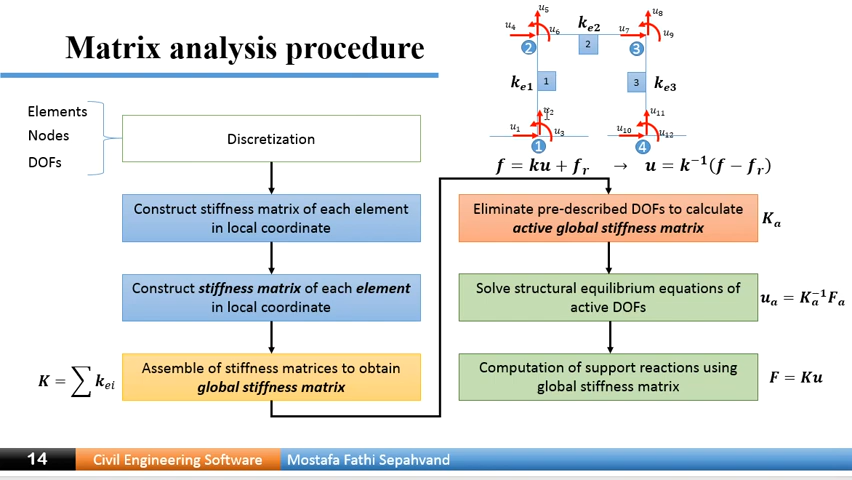 Matrix analysis procedure
u₅
u₄
u₆
kₑ₂
u₇
u₈
u₉
2
2
3
kₑ₁
1
3
kₑ₃
u₂
u₁
u₃
u₁₁
u₁₀
u₁₂
1
4
f = ku + fᵣ → u = k⁻¹(f − fᵣ)
Elements
Nodes
DOFs
Discretization
Construct stiffness matrix of each element
in local coordinate
Construct stiffness matrix of each element
in local coordinate
K = ∑ kₑᵢ
Assemble of stiffness matrices to obtain
global stiffness matrix
Eliminate pre-described DOFs to calculate
active global stiffness matrix
Kₐ
Solve structural equilibrium equations of
active DOFs
uₐ = Kₐ⁻¹Fₐ
Computation of support reactions using
global stiffness matrix
F = Ku
14
Civil Engineering Software
Mostafa Fathi Sepahvand